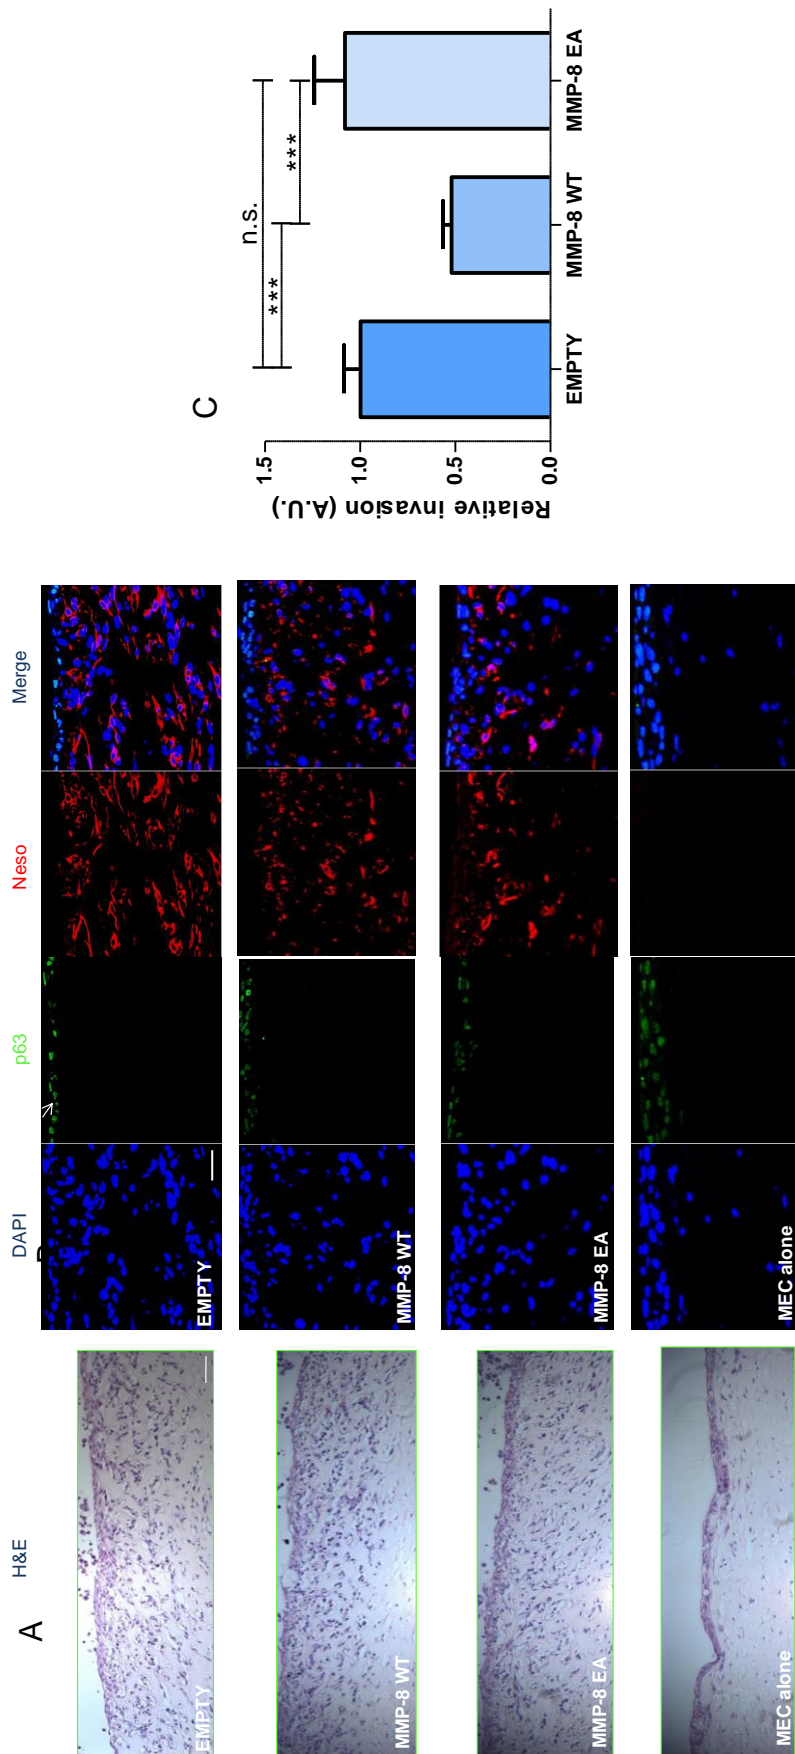 A
H&E
EMPTY
MMP-8 WT
MMP-8 EA
MEC alone
DAPI
p63
Neso
Merge
EMPTY
MMP-8 WT
MMP-8 EA
MEC alone
C
n.s.
***
***
Relative invasion (A.U.)
1.5
1.0
0.5
0.0
EMPTY
MMP-8 WT
MMP-8 EA